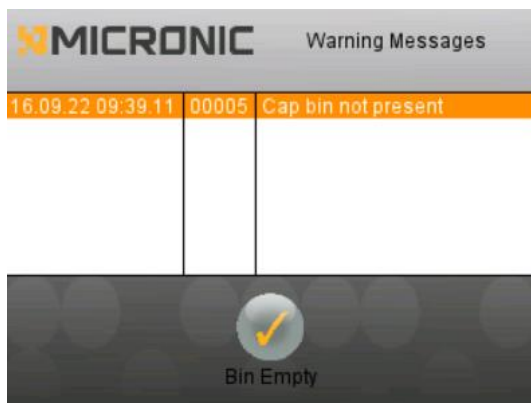 MICRONIC
Warning Messages
16.09.22 09:39.11 00005 Cap bin not present
Bin Empty